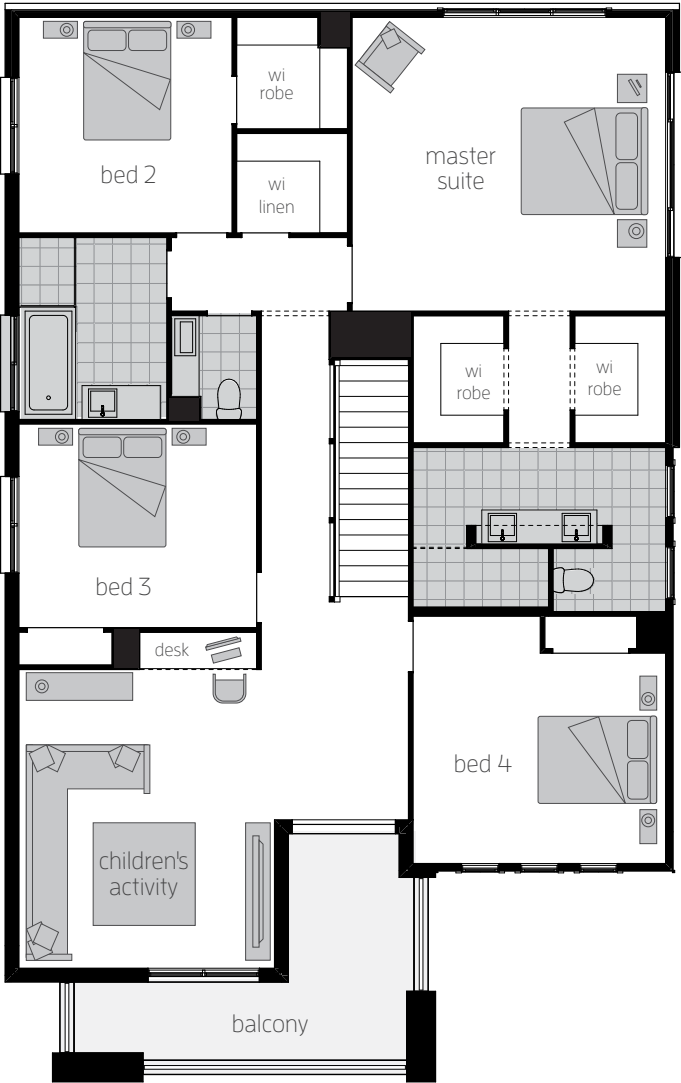 wi
robe
bed 2
master
suite
wi
linen
wi
robe
wi
robe
bed 3
desk
bed 4
children's
activity
balcony